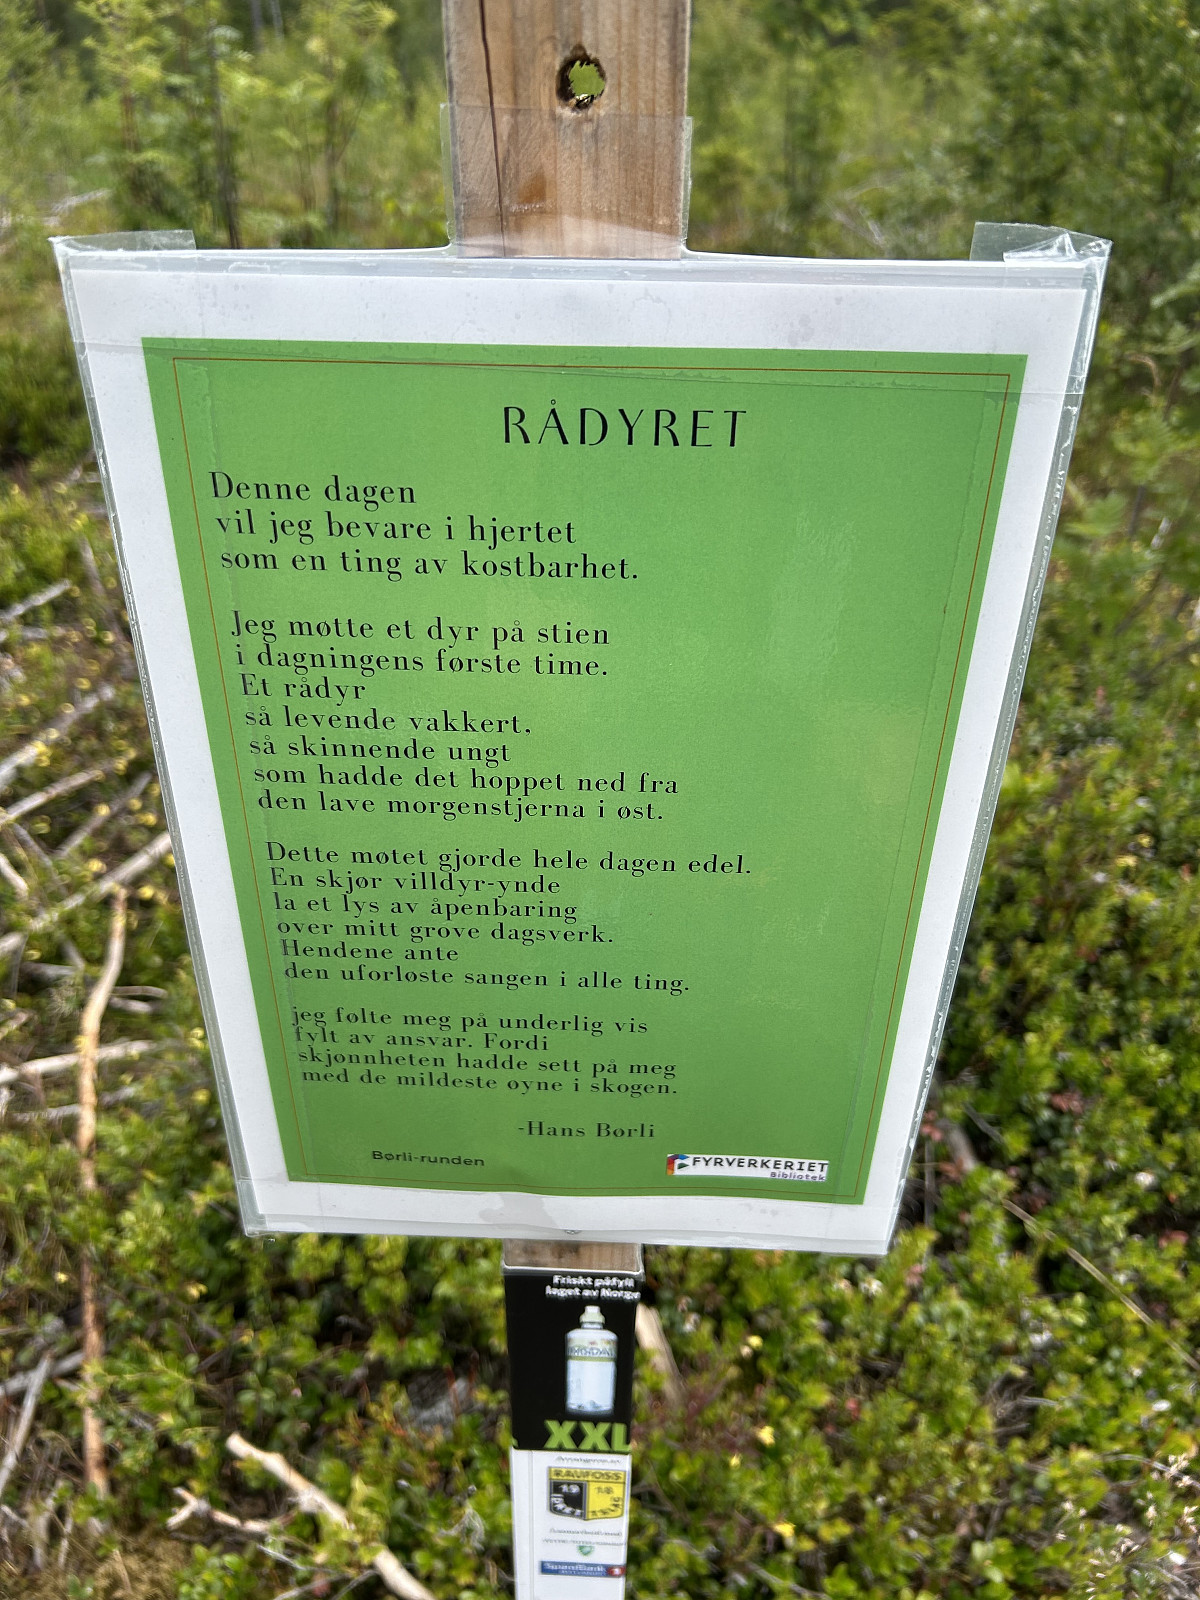 RÅDYRET
Denne dagen
vil jeg bevare i hjertet
som en ting av kostbarhet.
Jeg møtte et dyr på stien
i dagningens første time.
Et rådyr
så levende vakkert,
så skinnende ungt
som hadde det hoppet ned fra
den lave morgenstjerna i øst.
Dette møtet gjorde hele dagen edel.
En skjør villdyr-ynde
la et lys av åpenbaring
over mitt grove dagsverk.
Hendene ante
den uforløste sangen i alle ting.
jeg følte meg på underlig vis
fylt av ansvar. Fordi
skjønnheten hadde sett på meg
med de mildeste øyne i skogen.
-Hans Børli
Børli-runden
FYRVERKERIET
Bibliotek
Friskt påfyll
laget av Norge
XXL
RAUFOSS
19 18